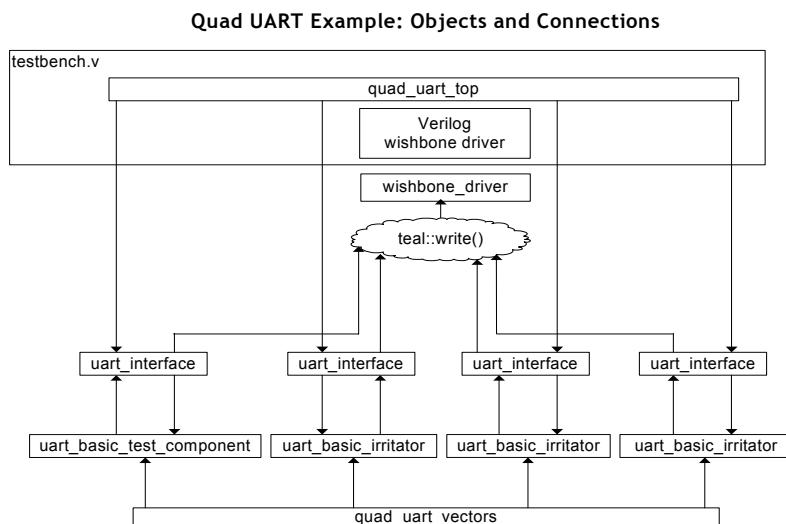 Quad UART Example: Objects and Connections
testbench.v
quad_uart_top
Verilog
wishbone driver
wishbone_driver
teal::write()
uart_interface uart_interface uart_interface uart_interface
uart_basic_test_component uart_basic_irritator uart_basic_irritator uart_basic_irritator
quad_uart_vectors